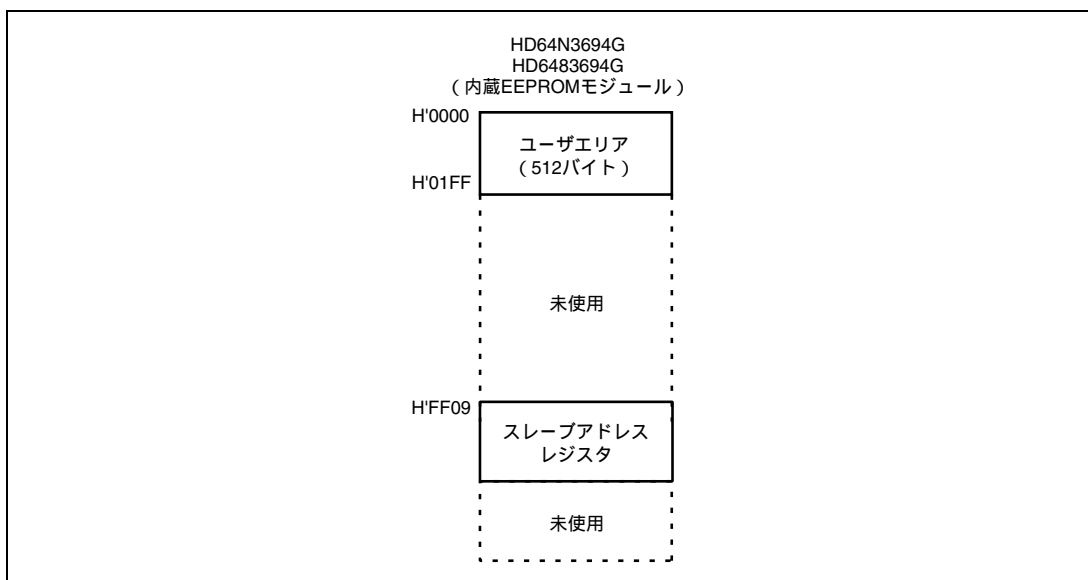 HD64N3694G
HD6483694G
（内蔵EEPROMモジュール）
H'0000
ユーザエリア
（512バイト）
H'01FF
未使用
H'FF09
スレーブアドレス
レジスタ
未使用